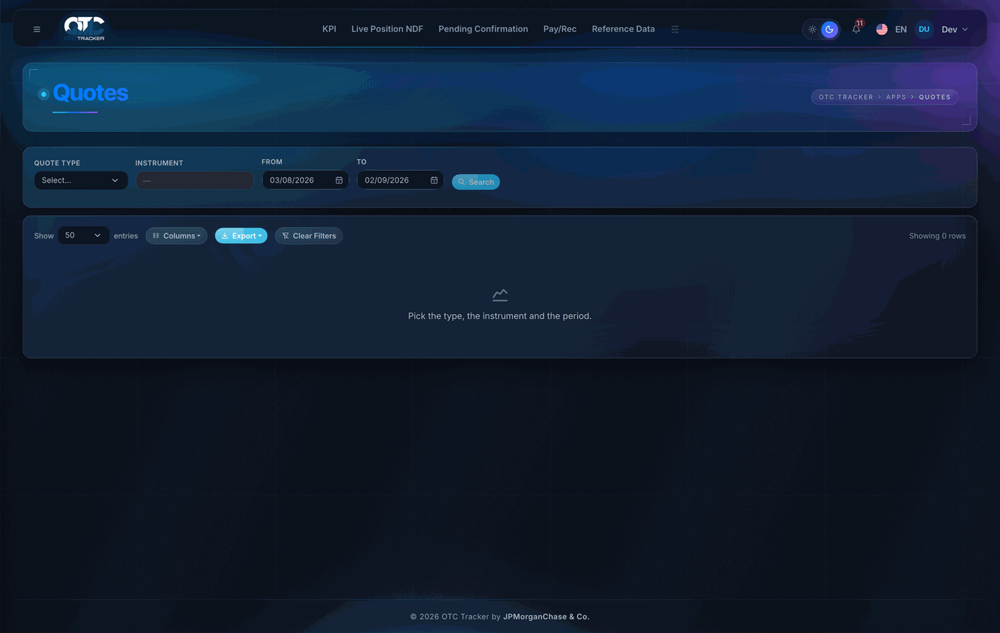 OTC
TRACKER
KPI
Live Position NDF
Pending Confirmation
Pay/Rec
Reference Data
11
EN
DU
Dev
Quotes
OTC TRACKER › APPS › QUOTES
QUOTE TYPE
INSTRUMENT
FROM
TO
Select...
—
03/08/2026
02/09/2026
Search
Show
50
entries
Columns
Export
Clear Filters
Showing 0 rows
Pick the type, the instrument and the period.
© 2026 OTC Tracker by JPMorganChase & Co.